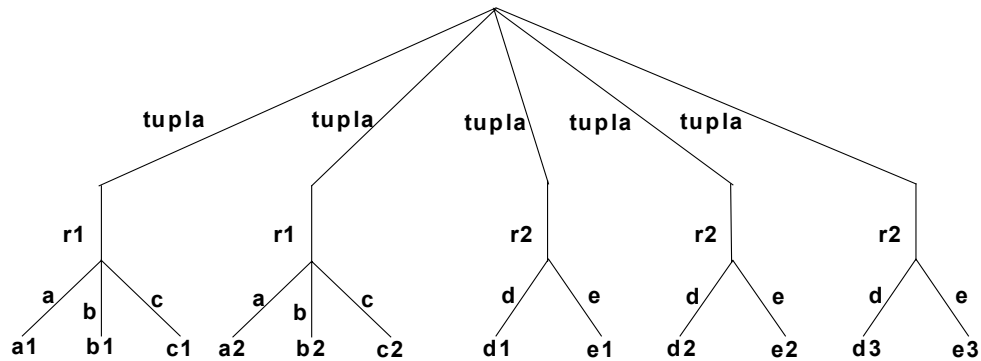 tupla tupla tupla tupla tupla
r1 r1 r2 r2 r2
a b c a b c d e d e d e
a1 b1 c1 a2 b2 c2 d1 e1 d2 e2 d3 e3